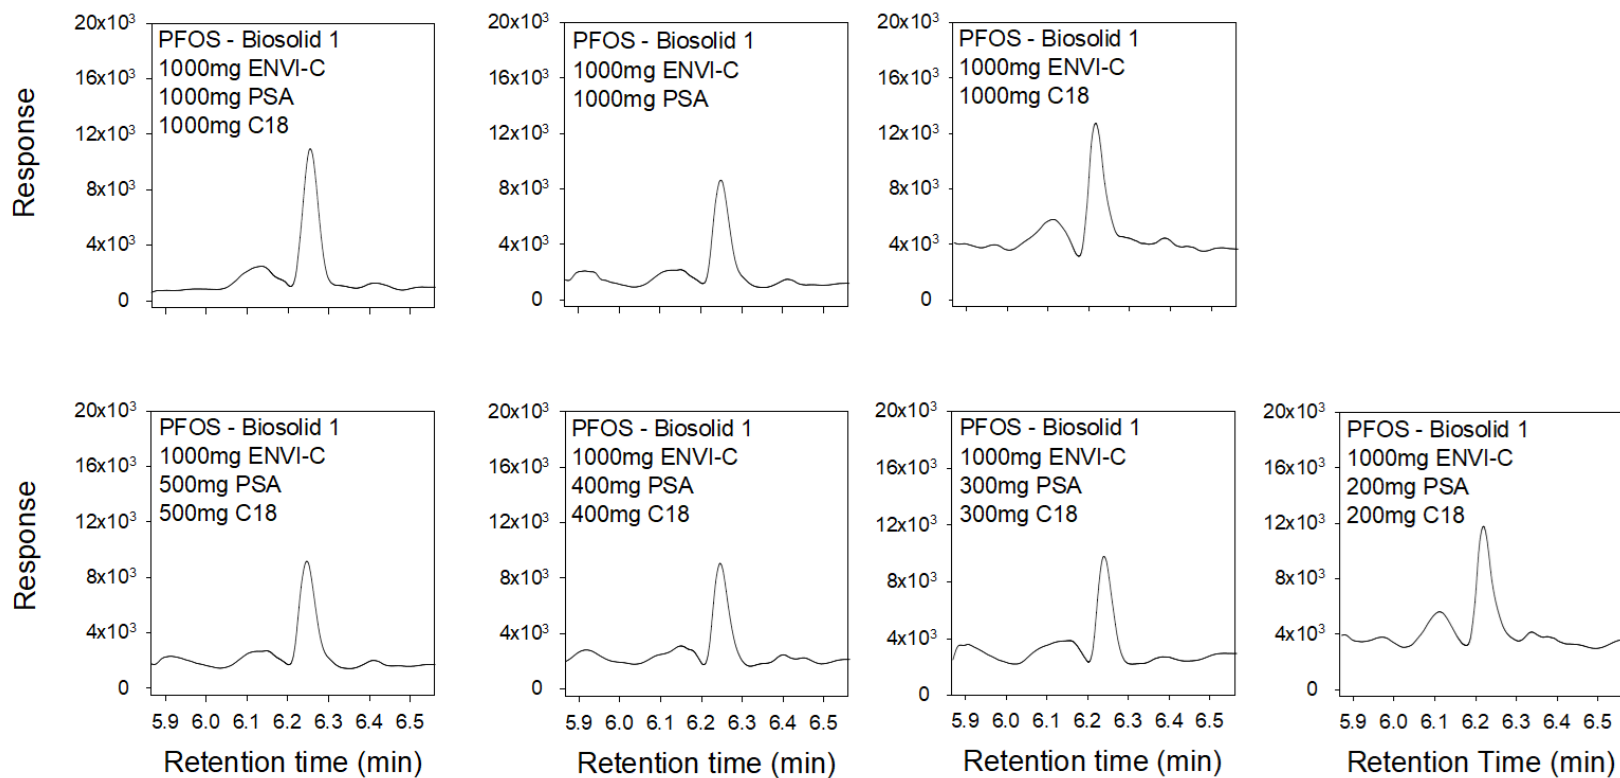 Response
20x10³
16x10³
12x10³
8x10³
4x10³
0
PFOS - Biosolid 1
1000mg ENVI-C
1000mg PSA
1000mg C18
20x10³
16x10³
12x10³
8x10³
4x10³
0
PFOS - Biosolid 1
1000mg ENVI-C
1000mg PSA
20x10³
16x10³
12x10³
8x10³
4x10³
0
PFOS - Biosolid 1
1000mg ENVI-C
1000mg C18
Response
20x10³
16x10³
12x10³
8x10³
4x10³
0
PFOS - Biosolid 1
1000mg ENVI-C
500mg PSA
500mg C18
5.9 6.0 6.1 6.2 6.3 6.4 6.5
Retention time (min)
20x10³
16x10³
12x10³
8x10³
4x10³
0
PFOS - Biosolid 1
1000mg ENVI-C
400mg PSA
400mg C18
5.9 6.0 6.1 6.2 6.3 6.4 6.5
Retention time (min)
20x10³
16x10³
12x10³
8x10³
4x10³
0
PFOS - Biosolid 1
1000mg ENVI-C
300mg PSA
300mg C18
5.9 6.0 6.1 6.2 6.3 6.4 6.5
Retention time (min)
20x10³
16x10³
12x10³
8x10³
4x10³
0
PFOS - Biosolid 1
1000mg ENVI-C
200mg PSA
200mg C18
5.9 6.0 6.1 6.2 6.3 6.4 6.5
Retention Time (min)